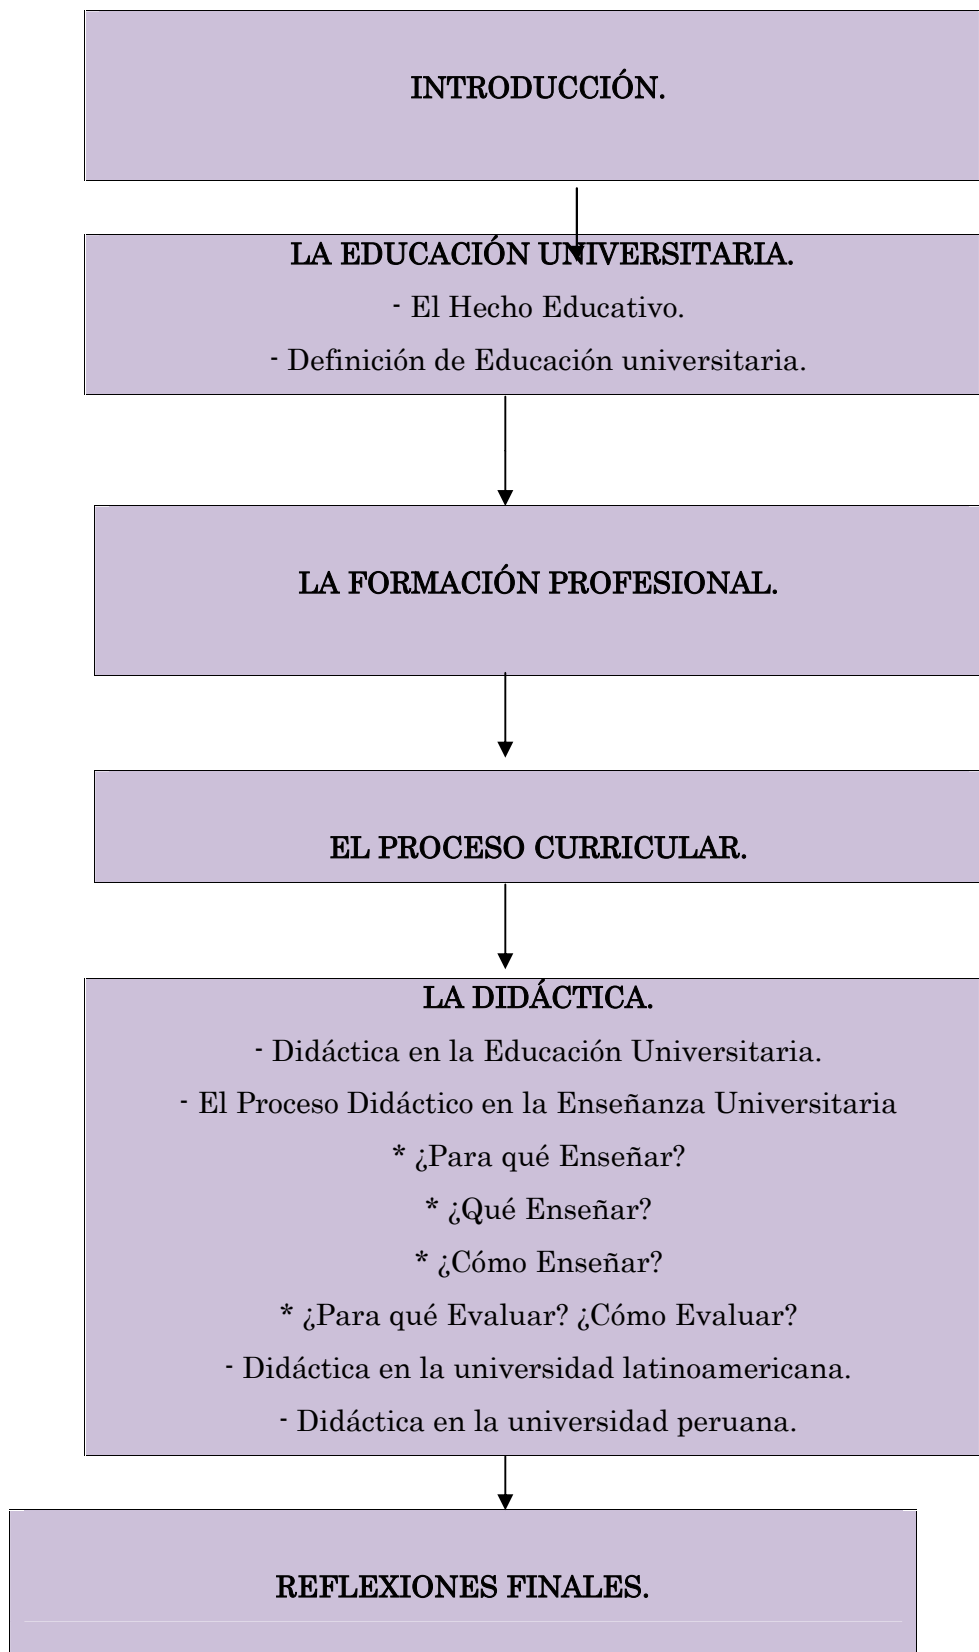 INTRODUCCIÓN.
LA EDUCACIÓN UNIVERSITARIA.
- El Hecho Educativo.
- Definición de Educación universitaria.
LA FORMACIÓN PROFESIONAL.
EL PROCESO CURRICULAR.
LA DIDÁCTICA.
- Didáctica en la Educación Universitaria.
- El Proceso Didáctico en la Enseñanza Universitaria
* ¿Para qué Enseñar?
* ¿Qué Enseñar?
* ¿Cómo Enseñar?
* ¿Para qué Evaluar? ¿Cómo Evaluar?
- Didáctica en la universidad latinoamericana.
- Didáctica en la universidad peruana.
REFLEXIONES FINALES.